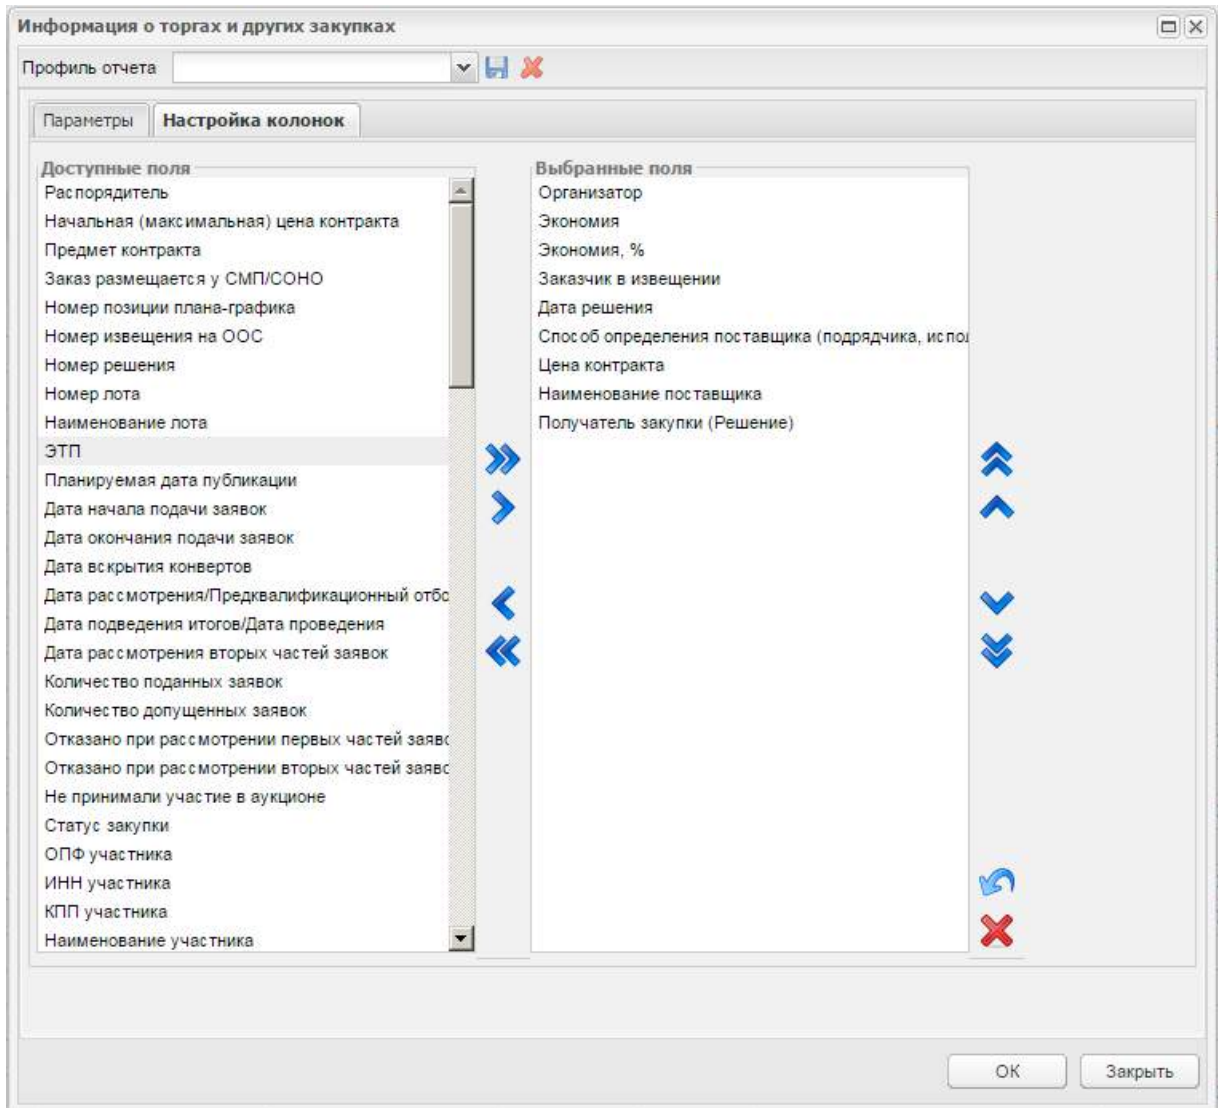 Информация о торгах и других закупках
Профиль отчета
Параметры
Настройка колонок
Доступные поля
Распорядитель
Начальная (максимальная) цена контракта
Предмет контракта
Заказ размещается у СМП/СОНО
Номер позиции плана-графика
Номер извещения на ООС
Номер решения
Номер лота
Наименование лота
ЭТП
Планируемая дата публикации
Дата начала подачи заявок
Дата окончания подачи заявок
Дата вскрытия конвертов
Дата рассмотрения/Предквалификационный отбо
Дата подведения итогов/Дата проведения
Дата рассмотрения вторых частей заявок
Количество поданных заявок
Количество допущенных заявок
Отказано при рассмотрении первых частей заяво
Отказано при рассмотрении вторых частей заяво
Не принимали участие в аукционе
Статус закупки
ОПФ участника
ИНН участника
КПП участника
Наименование участника
Выбранные поля
Организатор
Экономия
Экономия, %
Заказчик в извещении
Дата решения
Способ определения поставщика (подрядчика, испол
Цена контракта
Наименование поставщика
Получатель закупки (Решение)
ОК
Закрыть